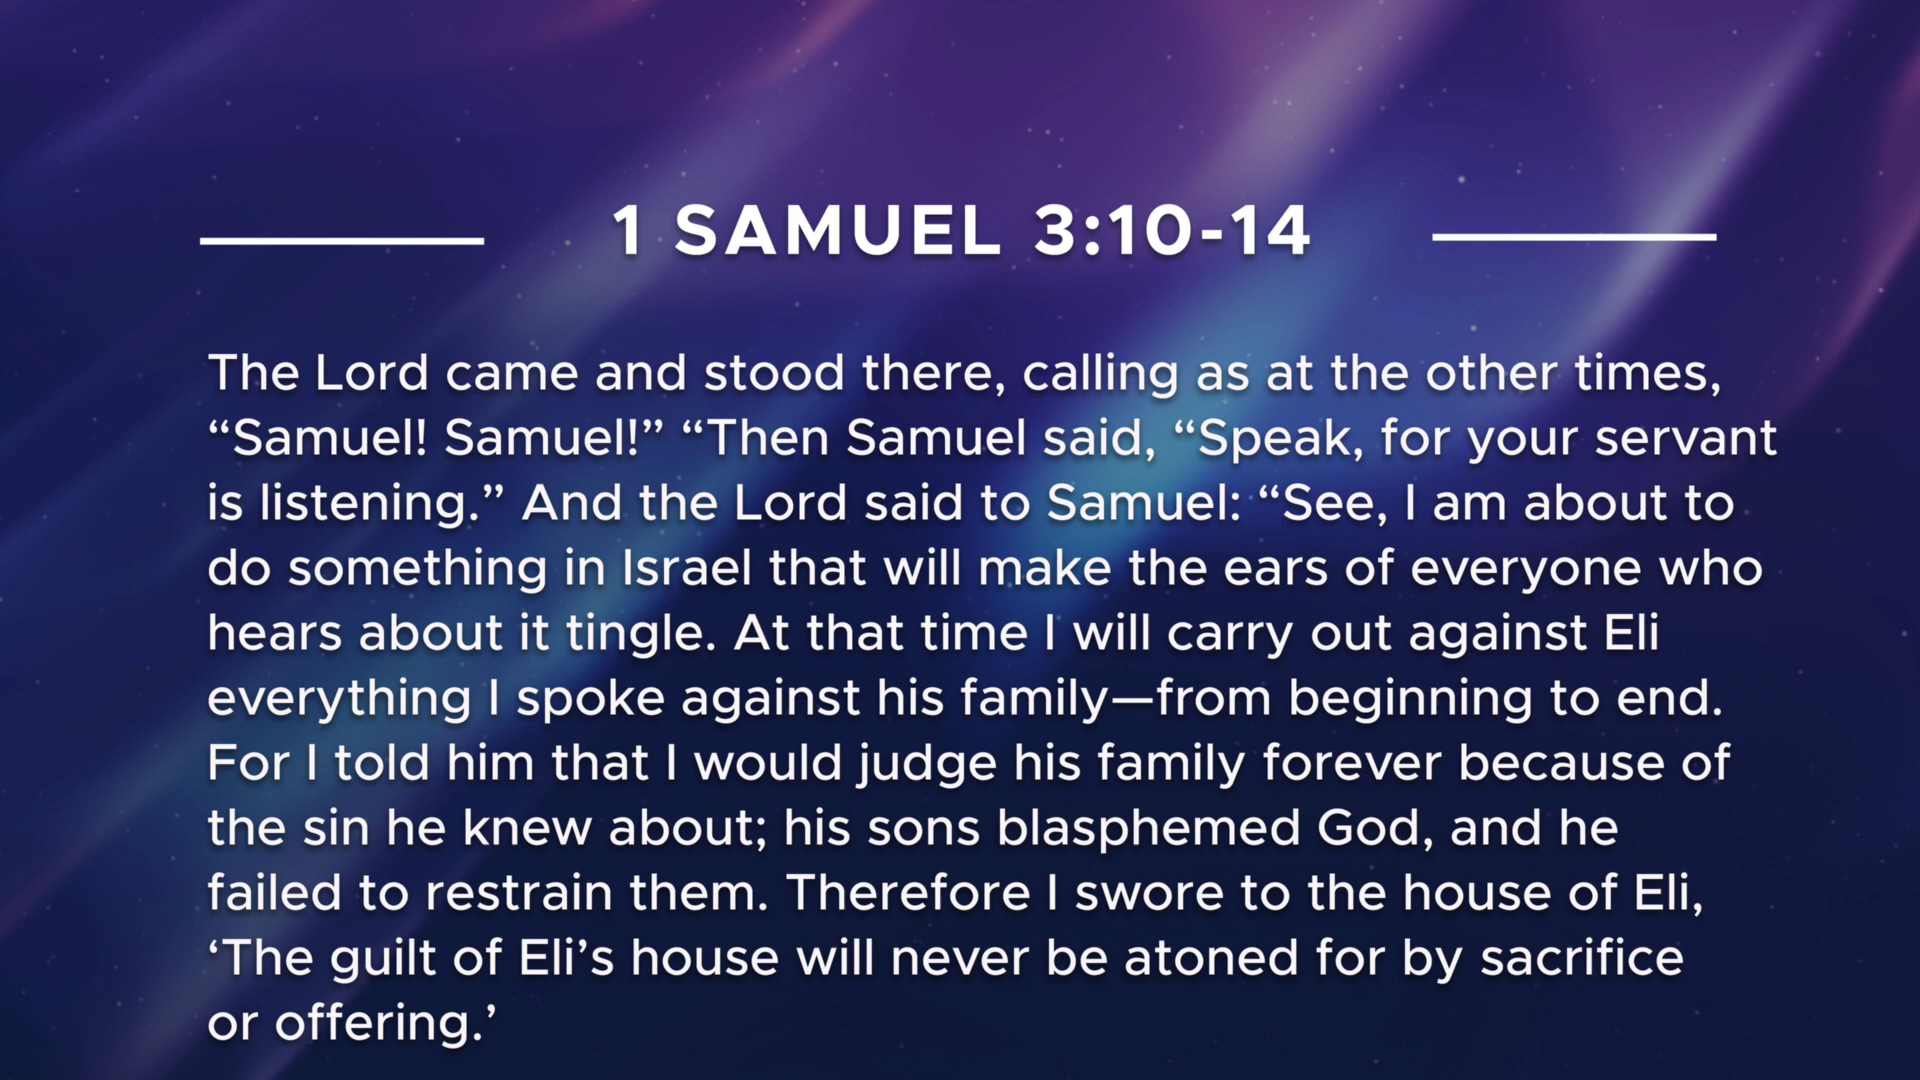 1 SAMUEL 3:10-14
The Lord came and stood there, calling as at the other times,
“Samuel! Samuel!” “Then Samuel said, “Speak, for your servant
is listening.” And the Lord said to Samuel: “See, I am about to
do something in Israel that will make the ears of everyone who
hears about it tingle. At that time I will carry out against Eli
everything I spoke against his family—from beginning to end.
For I told him that I would judge his family forever because of
the sin he knew about; his sons blasphemed God, and he
failed to restrain them. Therefore I swore to the house of Eli,
‘The guilt of Eli’s house will never be atoned for by sacrifice
or offering.’